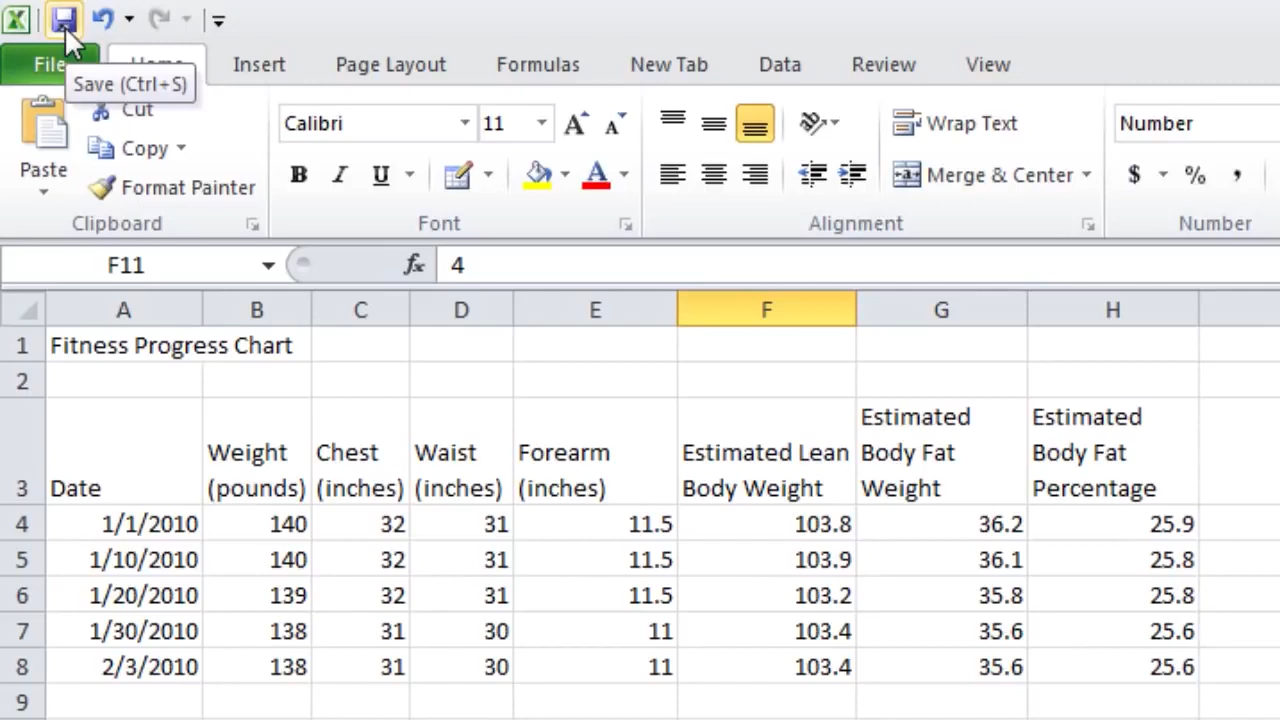 File Home Insert Page Layout Formulas New Tab Data Review View
Save (Ctrl+S)
Cut
Copy
Format Painter
Paste
Calibri 11
B I U A
Wrap Text
Merge & Center
Number
$ % ,
Clipboard Font Alignment Number
F11 fx 4
A B C D E F G H
1 Fitness Progress Chart
2
3 Date Weight (pounds) Chest (inches) Waist (inches) Forearm (inches) Estimated Lean Body Weight Estimated Body Fat Weight Estimated Body Fat Percentage
4 1/1/2010 140 32 31 11.5 103.8 36.2 25.9
5 1/10/2010 140 32 31 11.5 103.9 36.1 25.8
6 1/20/2010 139 32 31 11.5 103.2 35.8 25.8
7 1/30/2010 138 31 30 11 103.4 35.6 25.6
8 2/3/2010 138 31 30 11 103.4 35.6 25.6
9